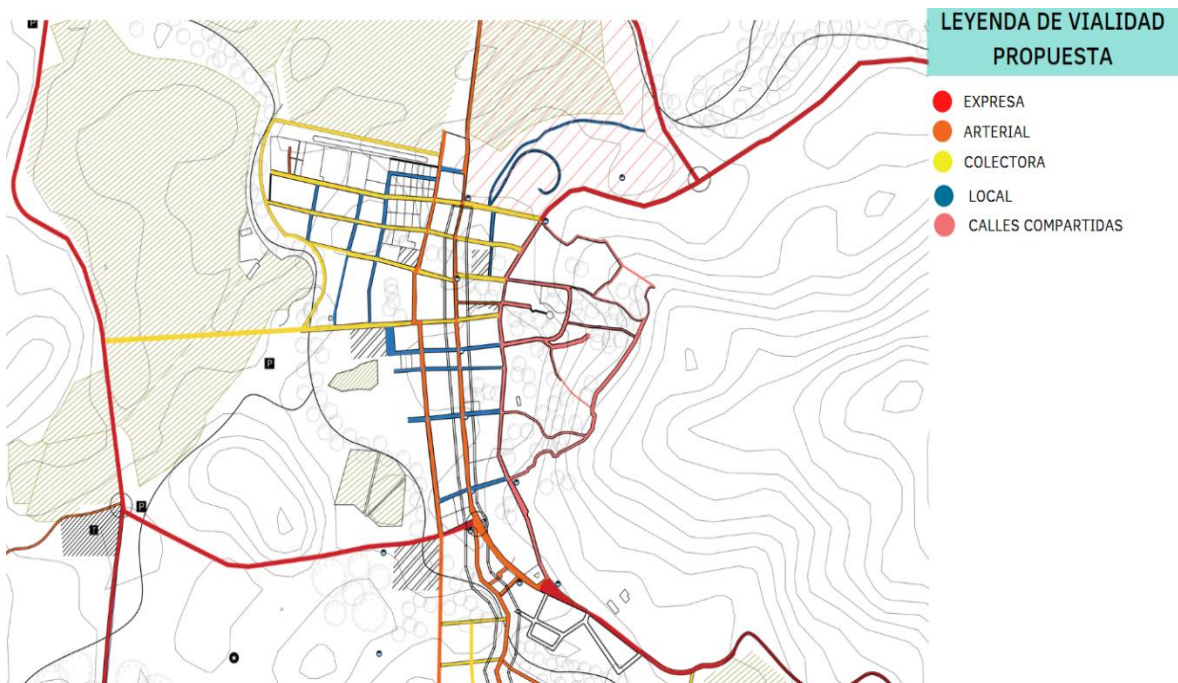 LEYENDA DE VIALIDAD
PROPUESTA
EXPRESA
ARTERIAL
COLECTORA
LOCAL
CALLES COMPARTIDAS
P
P
P
T